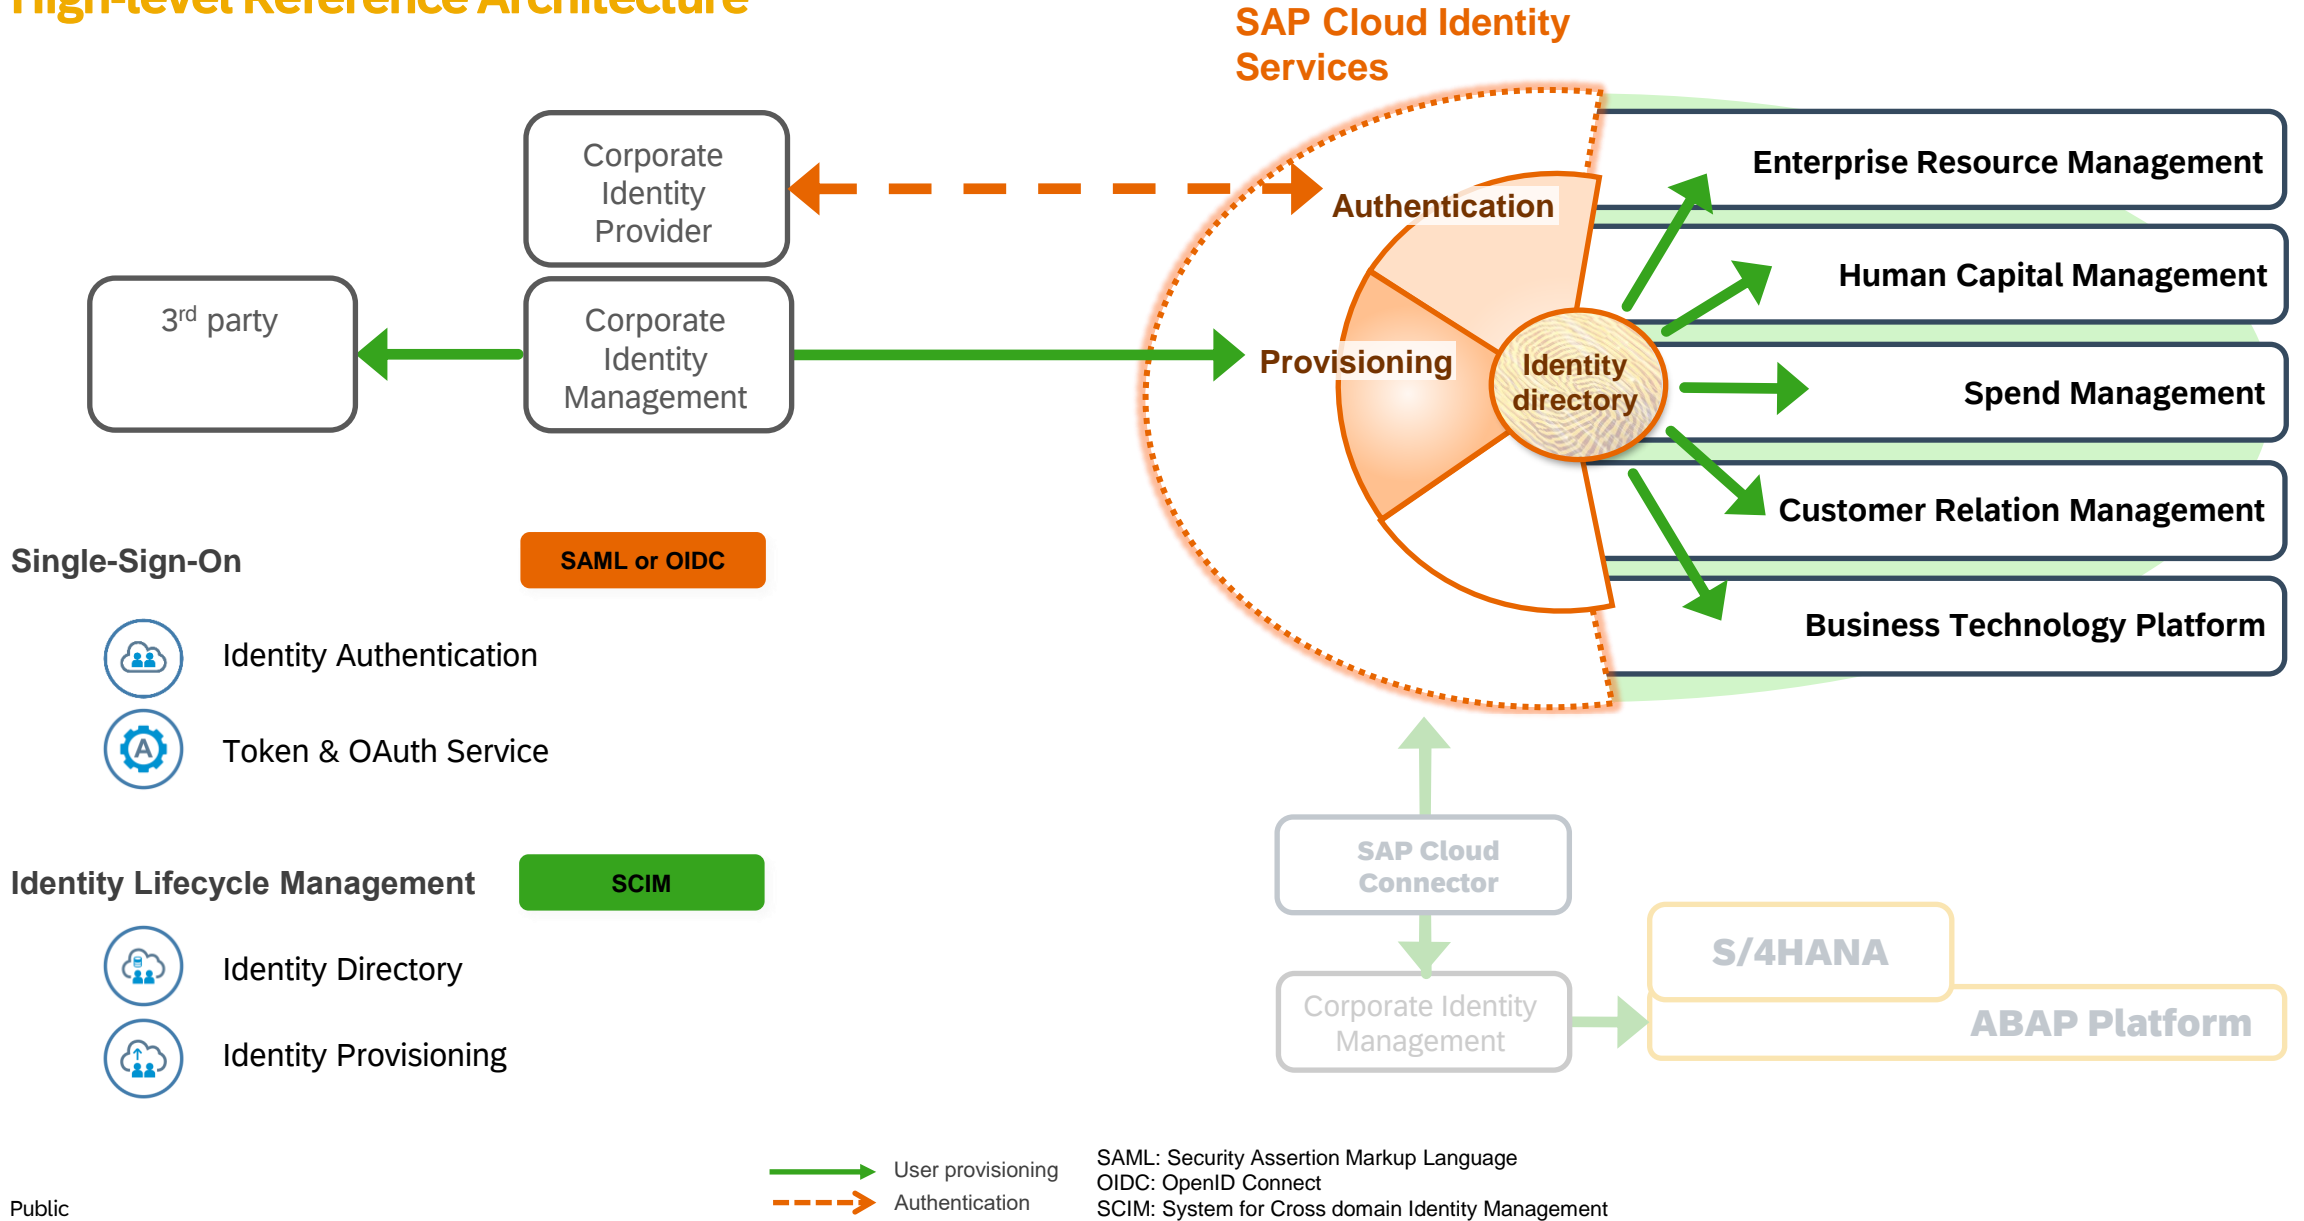 High-level Reference Architecture
SAP Cloud Identity
Services
Corporate
Identity
Provider
3rd party
Corporate
Identity
Management
Authentication
Provisioning
Identity
directory
Enterprise Resource Management
Human Capital Management
Spend Management
Customer Relation Management
Business Technology Platform
Single-Sign-On
SAML or OIDC
Identity Authentication
A
Token & OAuth Service
Identity Lifecycle Management
SCIM
Identity Directory
Identity Provisioning
SAP Cloud
Connector
Corporate Identity
Management
S/4HANA
ABAP Platform
User provisioning
Authentication
SAML: Security Assertion Markup Language
OIDC: OpenID Connect
SCIM: System for Cross domain Identity Management
Public